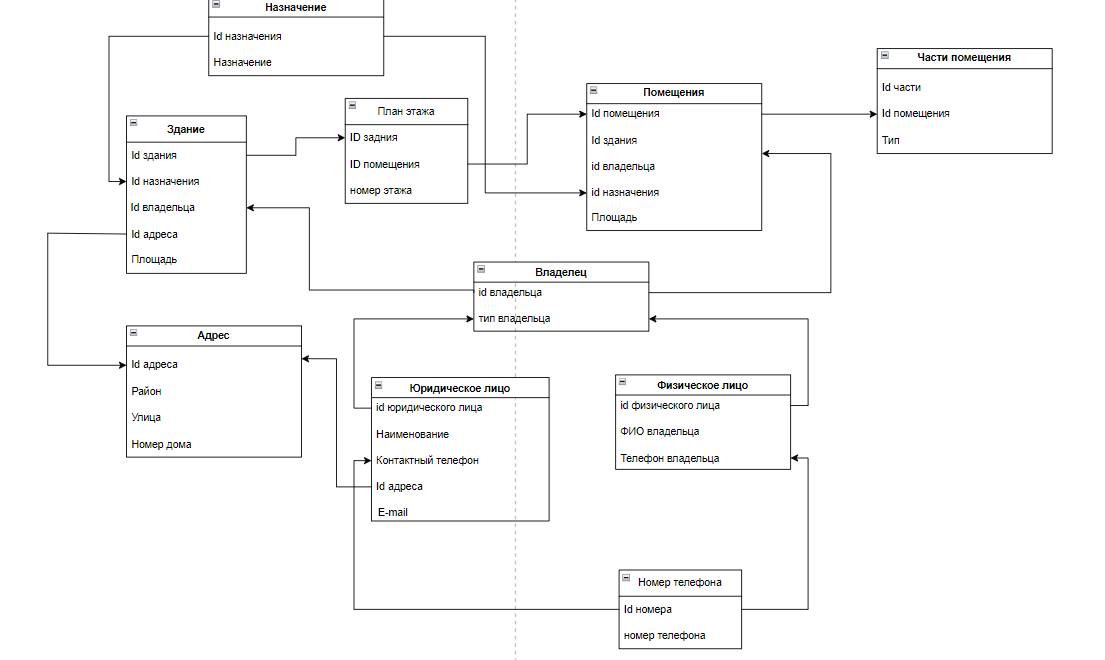 Назначение
Id назначения
Назначение
Части помещения
Id части
Id помещения
Тип
Помещения
Id помещения
Id здания
id владельца
id назначения
Площадь
План этажа
ID задния
ID помещения
номер этажа
Здание
Id здания
Id назначения
Id владельца
Id адреса
Площадь
Владелец
id владельца
тип владельца
Адрес
Id адреса
Район
Улица
Номер дома
Юридическое лицо
id юридического лица
Наименование
Контактный телефон
Id адреса
E-mail
Физическое лицо
id физического лица
ФИО владельца
Телефон владельца
Номер телефона
Id номера
номер телефона